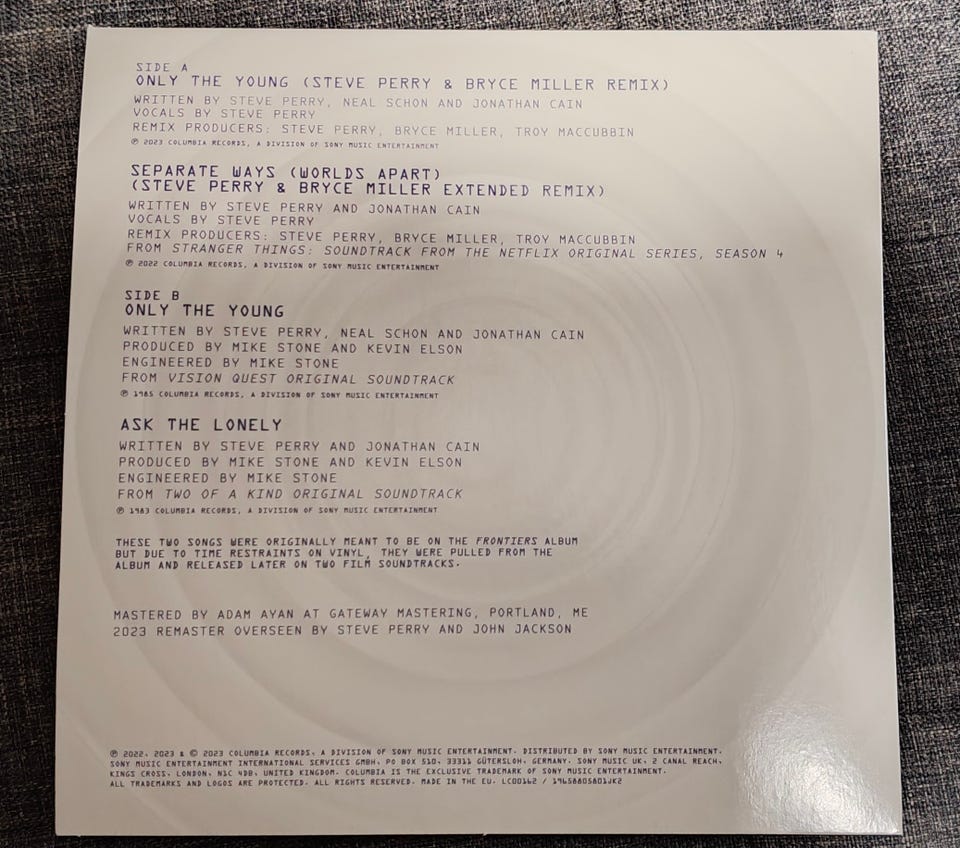 SIDE A
ONLY THE YOUNG (STEVE PERRY & BRYCE MILLER REMIX)
WRITTEN BY STEVE PERRY, NEAL SCHON AND JONATHAN CAIN
VOCALS BY STEVE PERRY
REMIX PRODUCERS: STEVE PERRY, BRYCE MILLER, TROY MACCUBBIN
℗ 2023 COLUMBIA RECORDS, A DIVISION OF SONY MUSIC ENTERTAINMENT
SEPARATE WAYS (WORLDS APART)
(STEVE PERRY & BRYCE MILLER EXTENDED REMIX)
WRITTEN BY STEVE PERRY AND JONATHAN CAIN
VOCALS BY STEVE PERRY
REMIX PRODUCERS: STEVE PERRY, BRYCE MILLER, TROY MACCUBBIN
FROM STRANGER THINGS: SOUNDTRACK FROM THE NETFLIX ORIGINAL SERIES, SEASON 4
℗ 2022 COLUMBIA RECORDS, A DIVISION OF SONY MUSIC ENTERTAINMENT
SIDE B
ONLY THE YOUNG
WRITTEN BY STEVE PERRY, NEAL SCHON AND JONATHAN CAIN
PRODUCED BY MIKE STONE AND KEVIN ELSON
ENGINEERED BY MIKE STONE
FROM VISION QUEST ORIGINAL SOUNDTRACK
℗ 1985 COLUMBIA RECORDS, A DIVISION OF SONY MUSIC ENTERTAINMENT
ASK THE LONELY
WRITTEN BY STEVE PERRY AND JONATHAN CAIN
PRODUCED BY MIKE STONE AND KEVIN ELSON
ENGINEERED BY MIKE STONE
FROM TWO OF A KIND ORIGINAL SOUNDTRACK
℗ 1983 COLUMBIA RECORDS, A DIVISION OF SONY MUSIC ENTERTAINMENT
THESE TWO SONGS WERE ORIGINALLY MEANT TO BE ON THE FRONTIERS ALBUM
BUT DUE TO TIME RESTRAINTS ON VINYL, THEY WERE PULLED FROM THE
ALBUM AND RELEASED LATER ON TWO FILM SOUNDTRACKS.
MASTERED BY ADAM AYAN AT GATEWAY MASTERING, PORTLAND, ME
2023 REMASTER OVERSEEN BY STEVE PERRY AND JOHN JACKSON
℗ 2022, 2023 & © 2023 COLUMBIA RECORDS, A DIVISION OF SONY MUSIC ENTERTAINMENT. DISTRIBUTED BY SONY MUSIC ENTERTAINMENT.
SONY MUSIC ENTERTAINMENT INTERNATIONAL SERVICES GMBH, PO BOX 510, 33311 GÜTERSLOH, GERMANY. SONY MUSIC UK, 2 CANAL REACH,
KINGS CROSS, LONDON, N1C 4DB, UNITED KINGDOM. COLUMBIA IS THE EXCLUSIVE TRADEMARK OF SONY MUSIC ENTERTAINMENT.
ALL TRADEMARKS AND LOGOS ARE PROTECTED. ALL RIGHTS RESERVED. MADE IN THE EU. LC00162 / 19658805801JK2